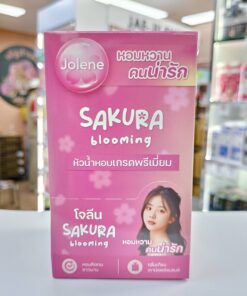 Jolene
หอมหวาน
คนน่ารัก
SAKURA
blooming
หัวน้ำหอมเกรดพรีเมี่ยม
โจลีน
SAKURA
blooming
หอมหวาน
คนน่ารัก